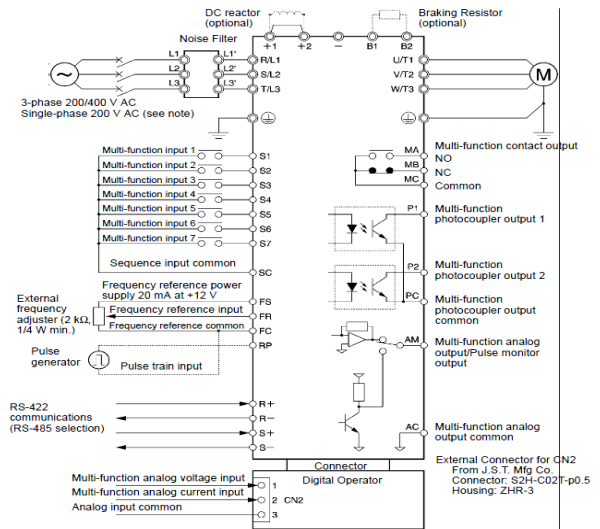 DC reactor
(optional)
Braking Resistor
(optional)
Noise Filter
+1
+2
−
B1
B2
L1
L1'
R/L1
U/T1
L2
L2'
S/L2
V/T2
M
L3
L3'
T/L3
W/T3
3-phase 200/400 V AC
Single-phase 200 V AC (see note)
Multi-function input 1
S1
Multi-function input 2
S2
Multi-function input 3
S3
Multi-function input 4
S4
Multi-function input 5
S5
Multi-function input 6
S6
Multi-function input 7
S7
Sequence input common
SC
MA
Multi-function contact output
NO
MB
NC
MC
Common
P1
Multi-function
photocoupler output 1
P2
Multi-function
photocoupler output 2
PC
Multi-function
photocoupler output
common
Frequency reference power
supply 20 mA at +12 V
FS
External
frequency
adjuster (2 kΩ,
1/4 W min.)
Frequency reference input
FR
Frequency reference common
FC
RP
Pulse
generator
Pulse train input
AM
Multi-function analog
output/Pulse monitor
output
RS-422
communications
(RS-485 selection)
R+
R−
S+
S−
AC
Multi-function analog
output common
Connector
Digital Operator
External Connector for CN2
From J.S.T. Mfg Co.
Connector: S2H-C02T-p0.5
Housing: ZHR-3
Multi-function analog voltage input
1
Multi-function analog current input
2 CN2
Analog input common
3